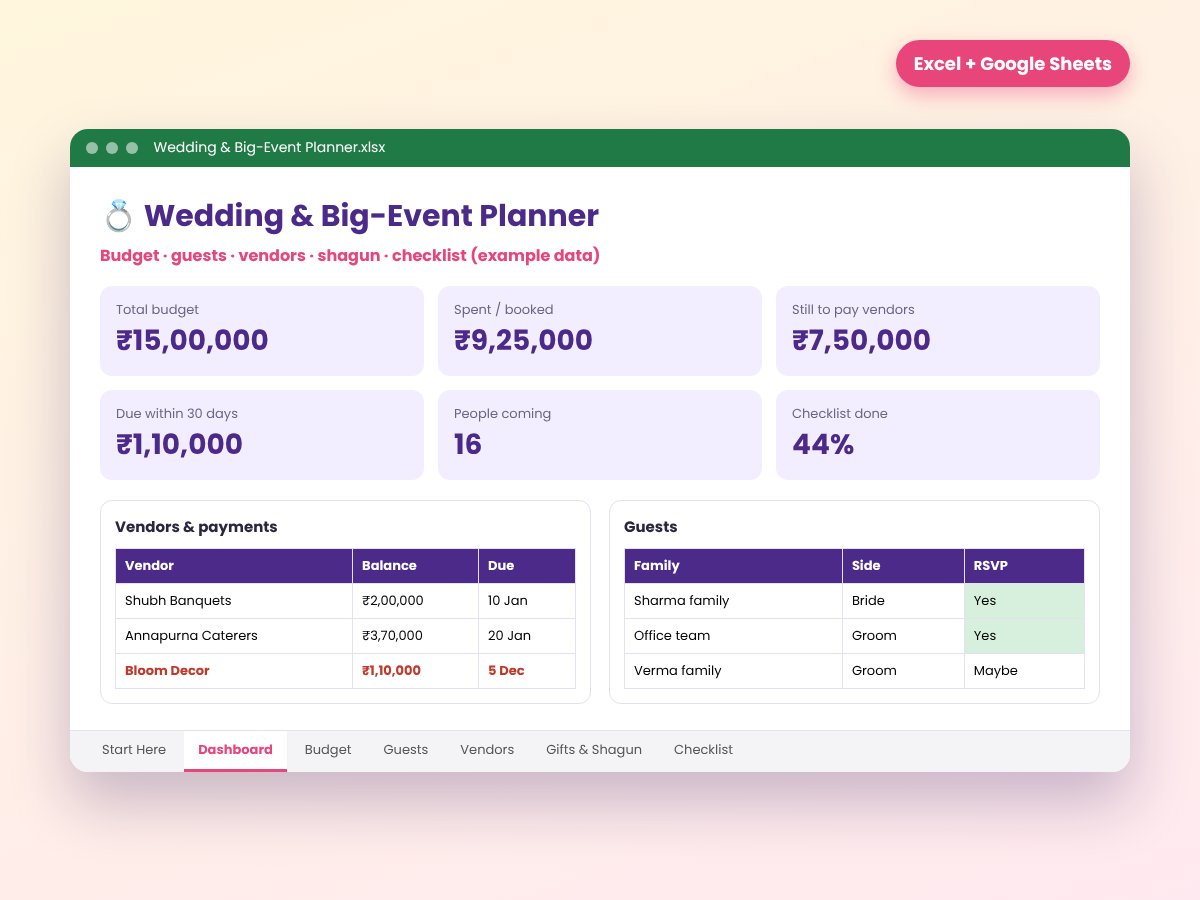 Excel + Google Sheets
Wedding & Big-Event Planner.xlsx
Wedding & Big-Event Planner
Budget · guests · vendors · shagun · checklist (example data)
Total budget
₹15,00,000
Spent / booked
₹9,25,000
Still to pay vendors
₹7,50,000
Due within 30 days
₹1,10,000
People coming
16
Checklist done
44%
Vendors & payments
Vendor Balance Due
Shubh Banquets ₹2,00,000 10 Jan
Annapurna Caterers ₹3,70,000 20 Jan
Bloom Decor ₹1,10,000 5 Dec
Guests
Family Side RSVP
Sharma family Bride Yes
Office team Groom Yes
Verma family Groom Maybe
Start Here Dashboard Budget Guests Vendors Gifts & Shagun Checklist